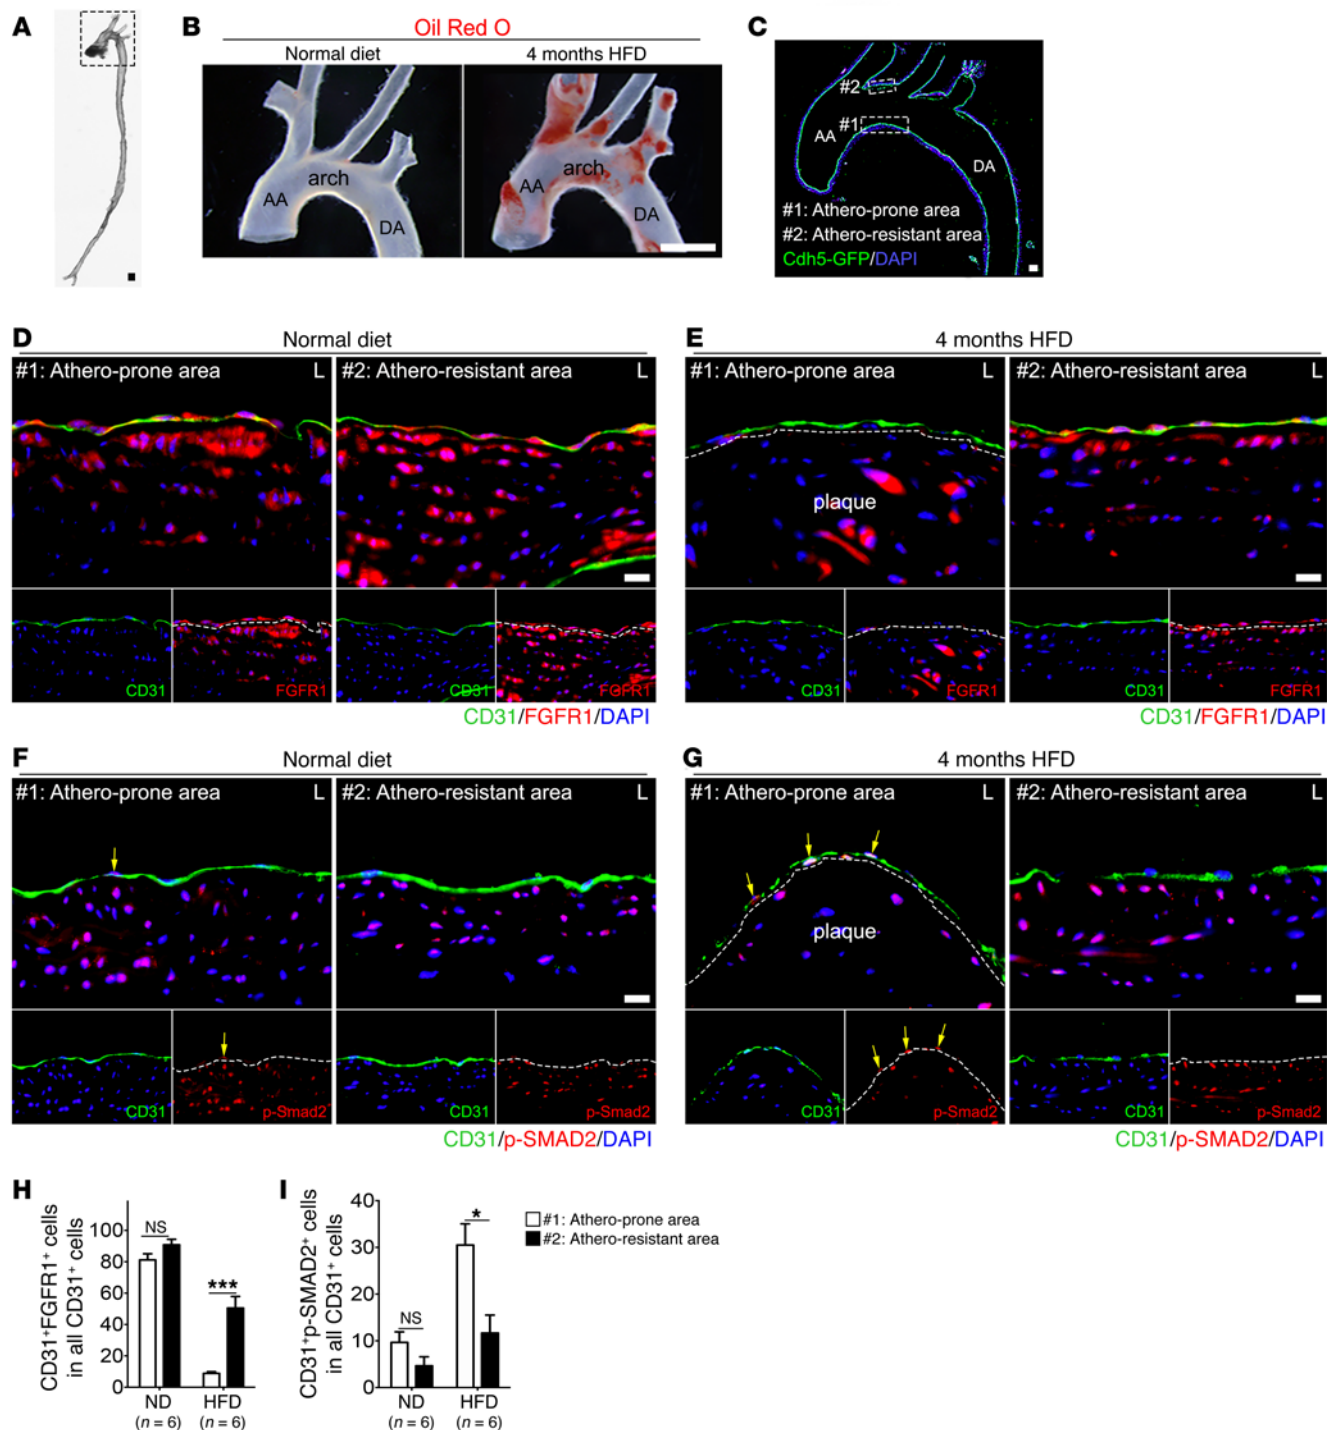 A
B
Oil Red O
Normal diet
4 months HFD
AA
arch
DA
AA
arch
DA
C
#2
#1
AA
DA
#1: Athero-prone area
#2: Athero-resistant area
Cdh5-GFP/DAPI
D
Normal diet
#1: Athero-prone area L
#2: Athero-resistant area L
CD31
FGFR1
CD31
FGFR1
CD31/FGFR1/DAPI
E
4 months HFD
#1: Athero-prone area L
#2: Athero-resistant area L
plaque
CD31
FGFR1
CD31
FGFR1
CD31/FGFR1/DAPI
F
Normal diet
#1: Athero-prone area L
#2: Athero-resistant area L
CD31
p-Smad2
CD31
p-Smad2
CD31/p-SMAD2/DAPI
G
4 months HFD
#1: Athero-prone area L
#2: Athero-resistant area L
plaque
CD31
p-Smad2
CD31
p-Smad2
CD31/p-SMAD2/DAPI
H
CD31⁺FGFR1⁺ cells
in all CD31⁺ cells
100
80
60
40
20
0
NS
***
ND
HFD
(n = 6)
(n = 6)
I
CD31⁺p-SMAD2⁺ cells
in all CD31⁺ cells
40
30
20
10
0
NS
*
ND
HFD
(n = 6)
(n = 6)
#1: Athero-prone area
#2: Athero-resistant area